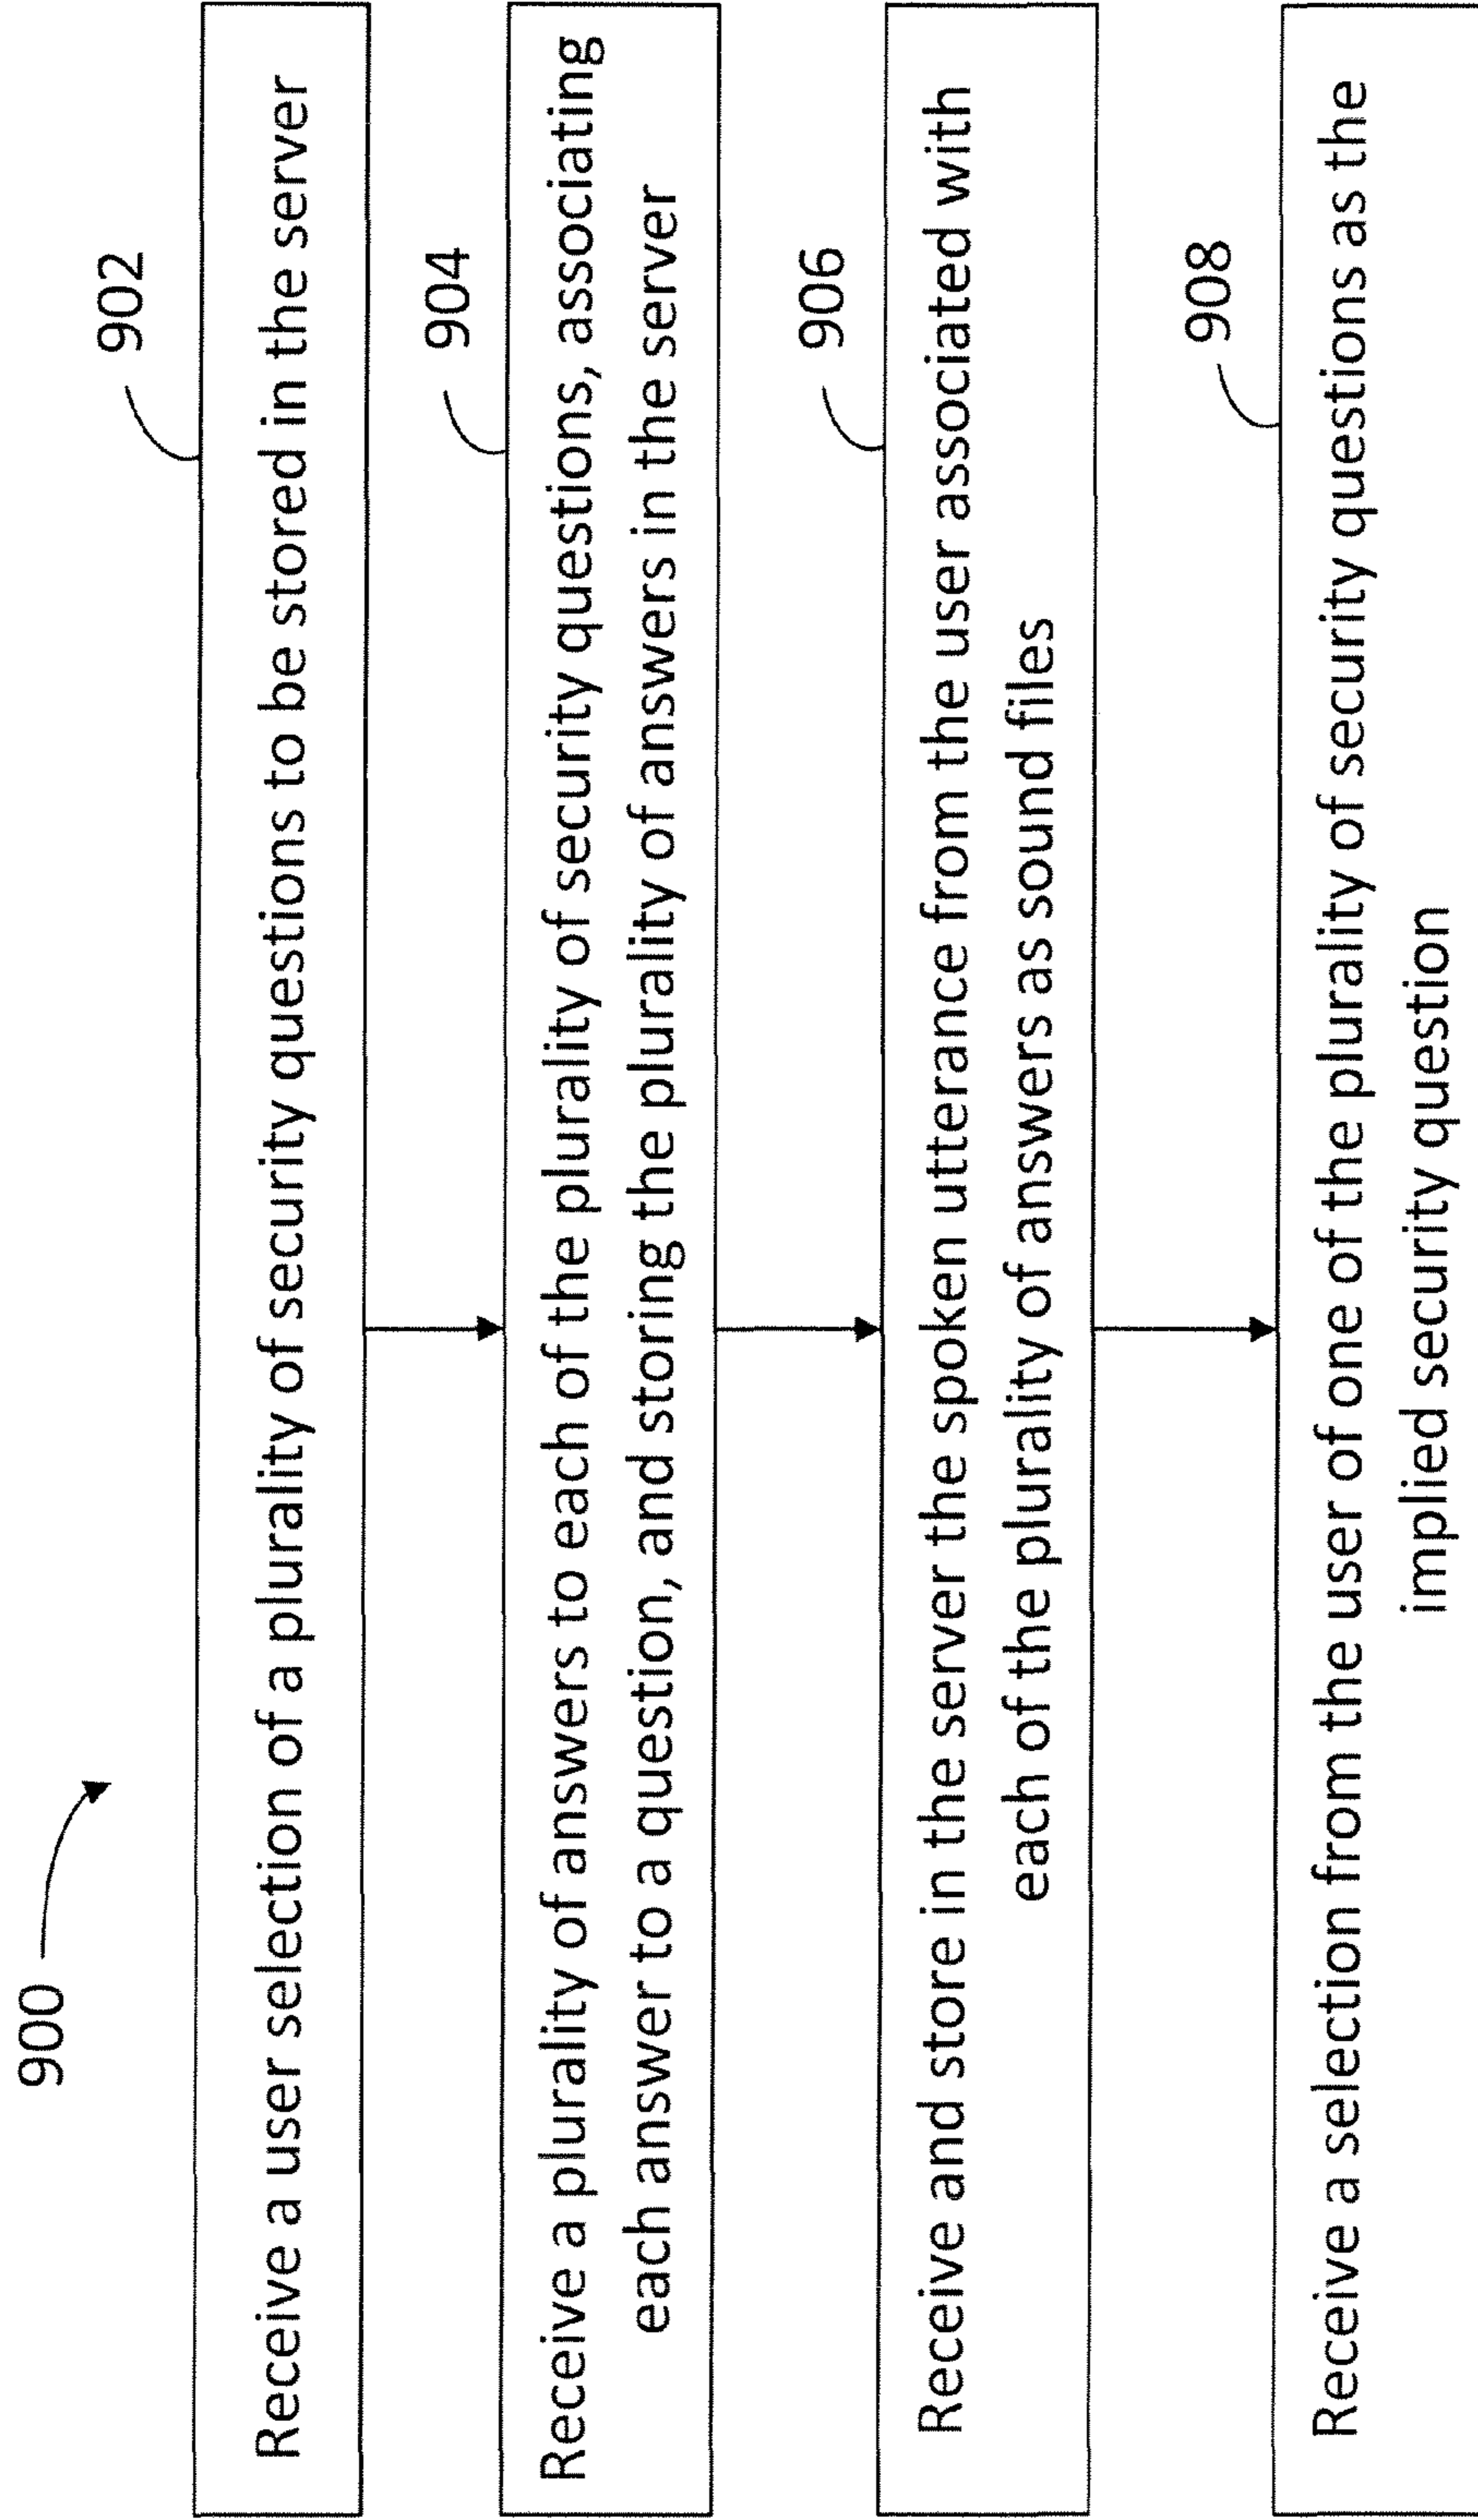 900
902
Receive a user selection of a plurality of security questions to be stored in the server
904
Receive a plurality of answers to each of the plurality of security questions, associating
each answer to a question, and storing the plurality of answers in the server
906
Receive and store in the server the spoken utterance from the user associated with
each of the plurality of answers as sound files
908
Receive a selection from the user of one of the plurality of security questions as the
implied security question